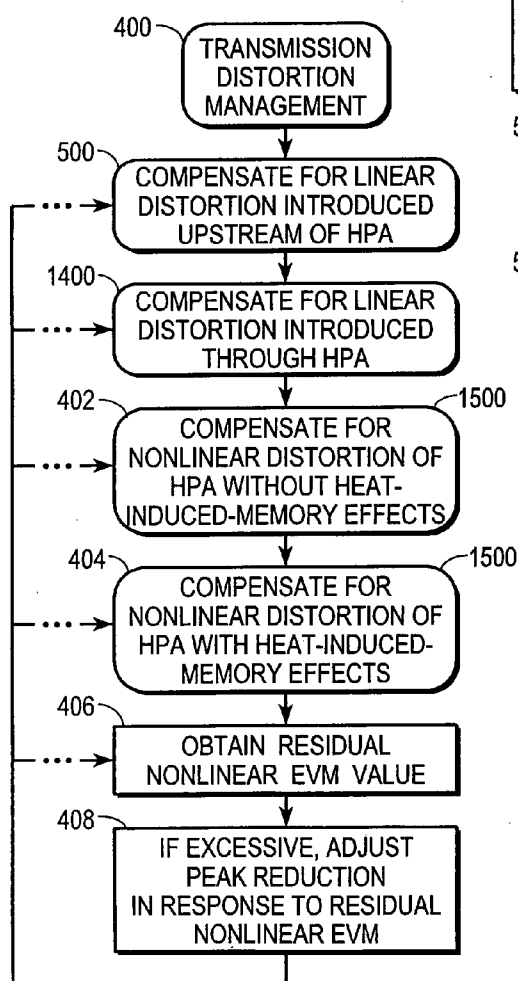 400
TRANSMISSION
DISTORTION
MANAGEMENT
500
COMPENSATE FOR LINEAR
DISTORTION INTRODUCED
UPSTREAM OF HPA
1400
COMPENSATE FOR LINEAR
DISTORTION INTRODUCED
THROUGH HPA
402
1500
COMPENSATE FOR
NONLINEAR DISTORTION OF
HPA WITHOUT HEAT-
INDUCED-MEMORY EFFECTS
404
1500
COMPENSATE FOR
NONLINEAR DISTORTION OF
HPA WITH HEAT-INDUCED-
MEMORY EFFECTS
406
OBTAIN RESIDUAL
NONLINEAR EVM VALUE
408
IF EXCESSIVE, ADJUST
PEAK REDUCTION
IN RESPONSE TO RESIDUAL
NONLINEAR EVM